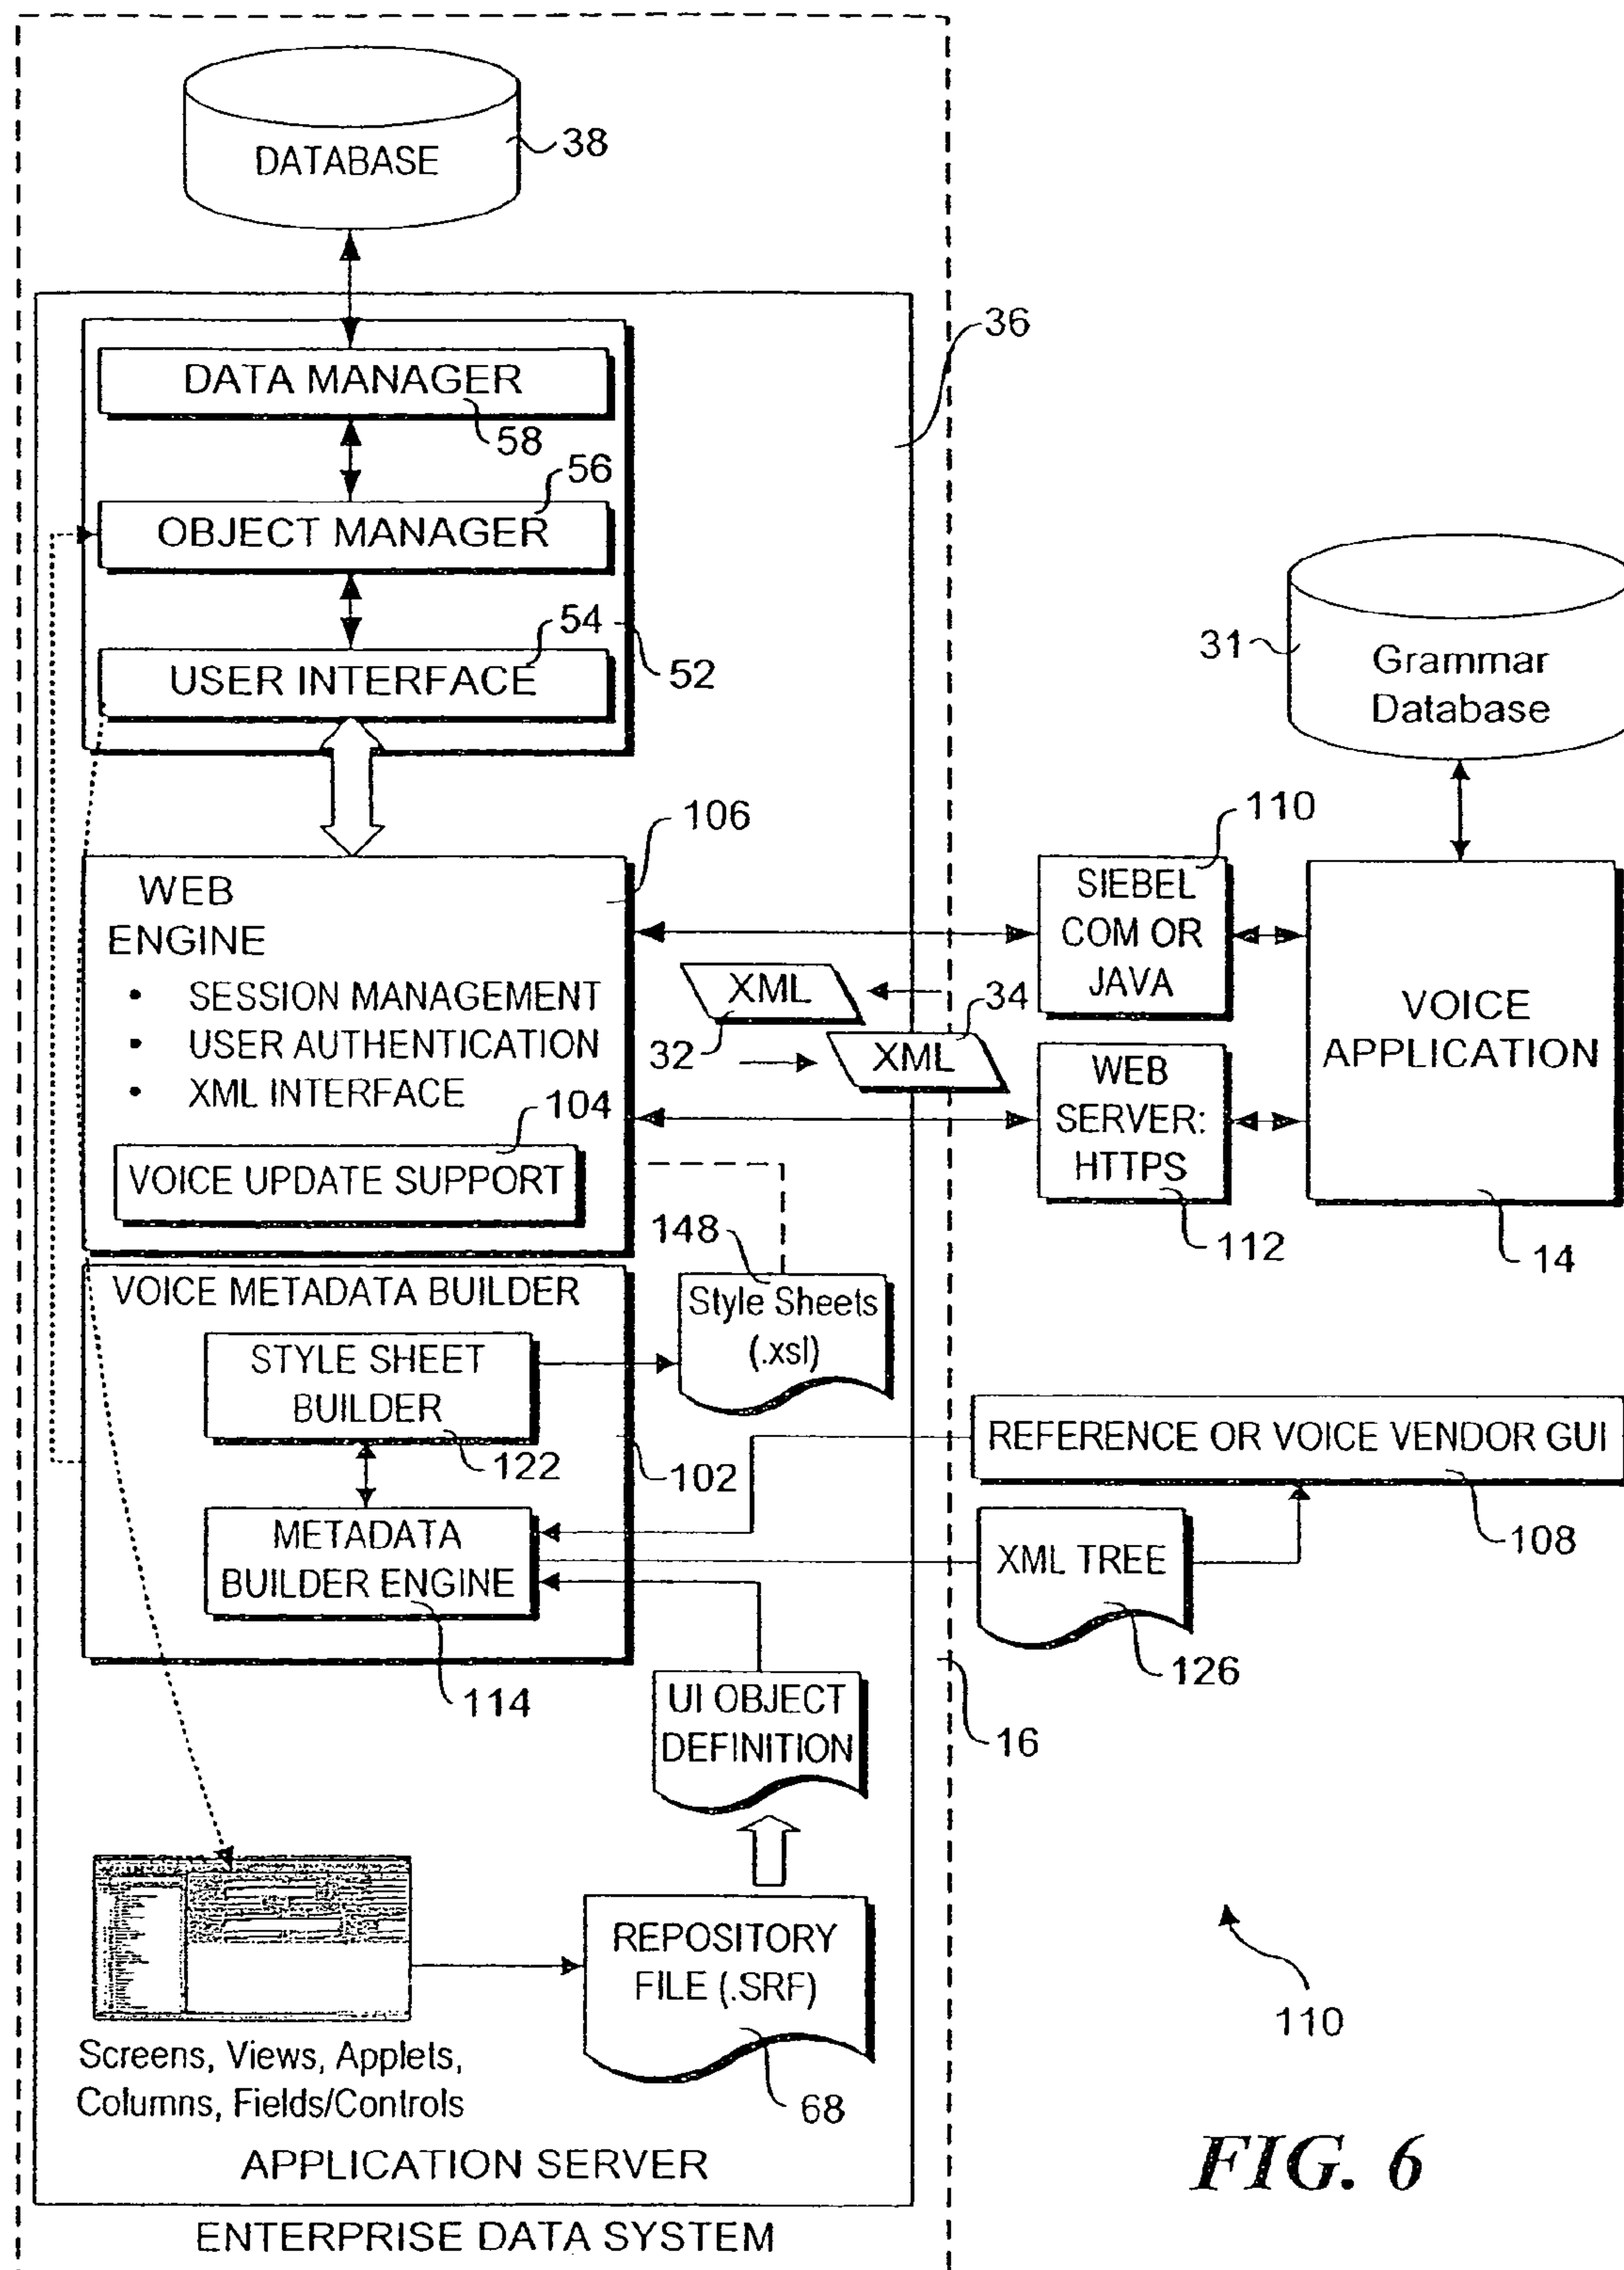 DATABASE
38
36
DATA MANAGER
58
56
OBJECT MANAGER
54
USER INTERFACE
52
31
Grammar
Database
106
WEB
ENGINE
• SESSION MANAGEMENT
• USER AUTHENTICATION
• XML INTERFACE
104
VOICE UPDATE SUPPORT
XML
32
34
XML
110
SIEBEL
COM OR
JAVA
WEB
SERVER:
HTTPS
112
VOICE
APPLICATION
14
148
Style Sheets
(.xsl)
VOICE METADATA BUILDER
STYLE SHEET
BUILDER
122
102
METADATA
BUILDER ENGINE
114
REFERENCE OR VOICE VENDOR GUI
108
XML TREE
126
16
UI OBJECT
DEFINITION
REPOSITORY
FILE (.SRF)
68
Screens, Views, Applets,
Columns, Fields/Controls
APPLICATION SERVER
ENTERPRISE DATA SYSTEM
110
FIG. 6